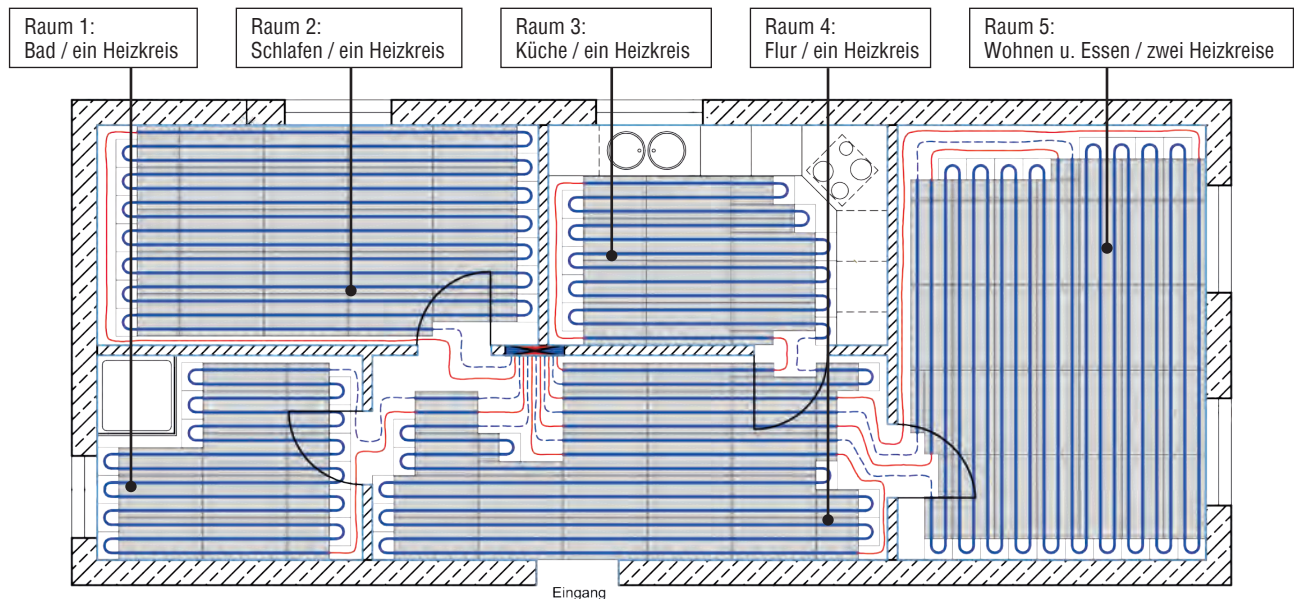 Raum 1:
Bad / ein Heizkreis
Raum 2:
Schlafen / ein Heizkreis
Raum 3:
Küche / ein Heizkreis
Raum 4:
Flur / ein Heizkreis
Raum 5:
Wohnen u. Essen / zwei Heizkreise
Eingang